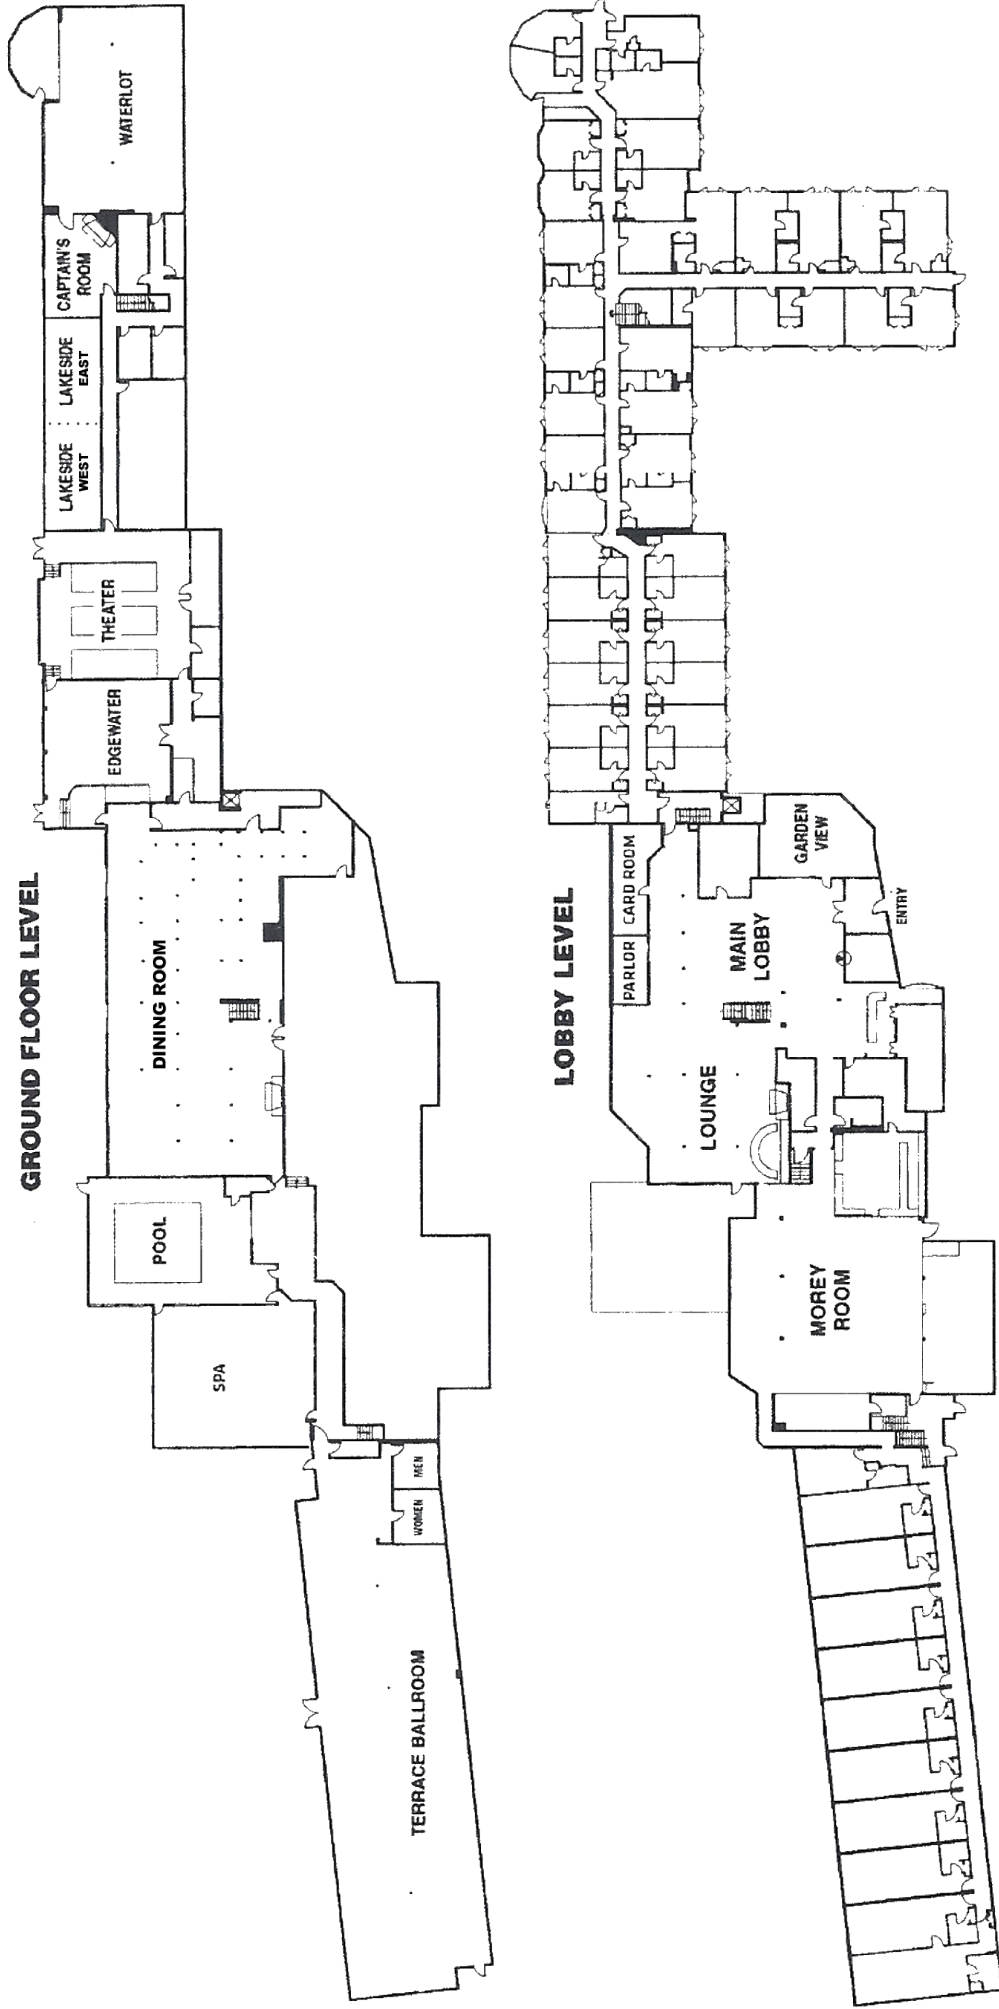 GROUND FLOOR LEVEL
TERRACE BALLROOM
WOMEN
MEN
SPA
POOL
DINING ROOM
EDGEWATER
THEATER
LAKESIDE
WEST
LAKESIDE
EAST
CAPTAIN'S
ROOM
WATERLOT
LOBBY LEVEL
MOREY
ROOM
LOUNGE
PARLOR
CARD ROOM
MAIN
LOBBY
GARDEN
VIEW
ENTRY